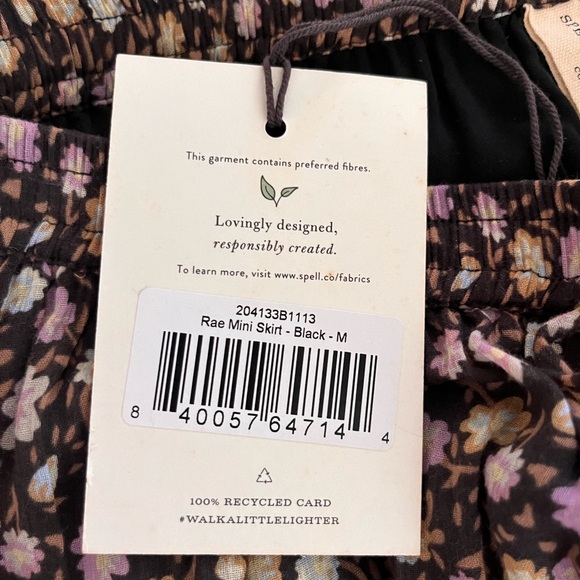 This garment contains preferred fibres.
Lovingly designed,
responsibly created.
To learn more, visit www.spell.co/fabrics
204133B1113
Rae Mini Skirt - Black - M
8 40057 64714 4
100% RECYCLED CARD
#WALKALITTLELIGHTER